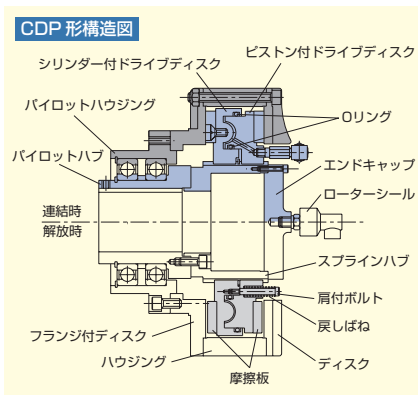 CDP 形構造図
シリンダー付ドライブディスク
ピストン付ドライブディスク
パイロットハウジング
Oリング
パイロットハブ
エンドキャップ
ローターシール
連結時
解放時
スプラインハブ
肩付ボルト
戻しばね
フランジ付ディスク
ハウジング
ディスク
摩擦板